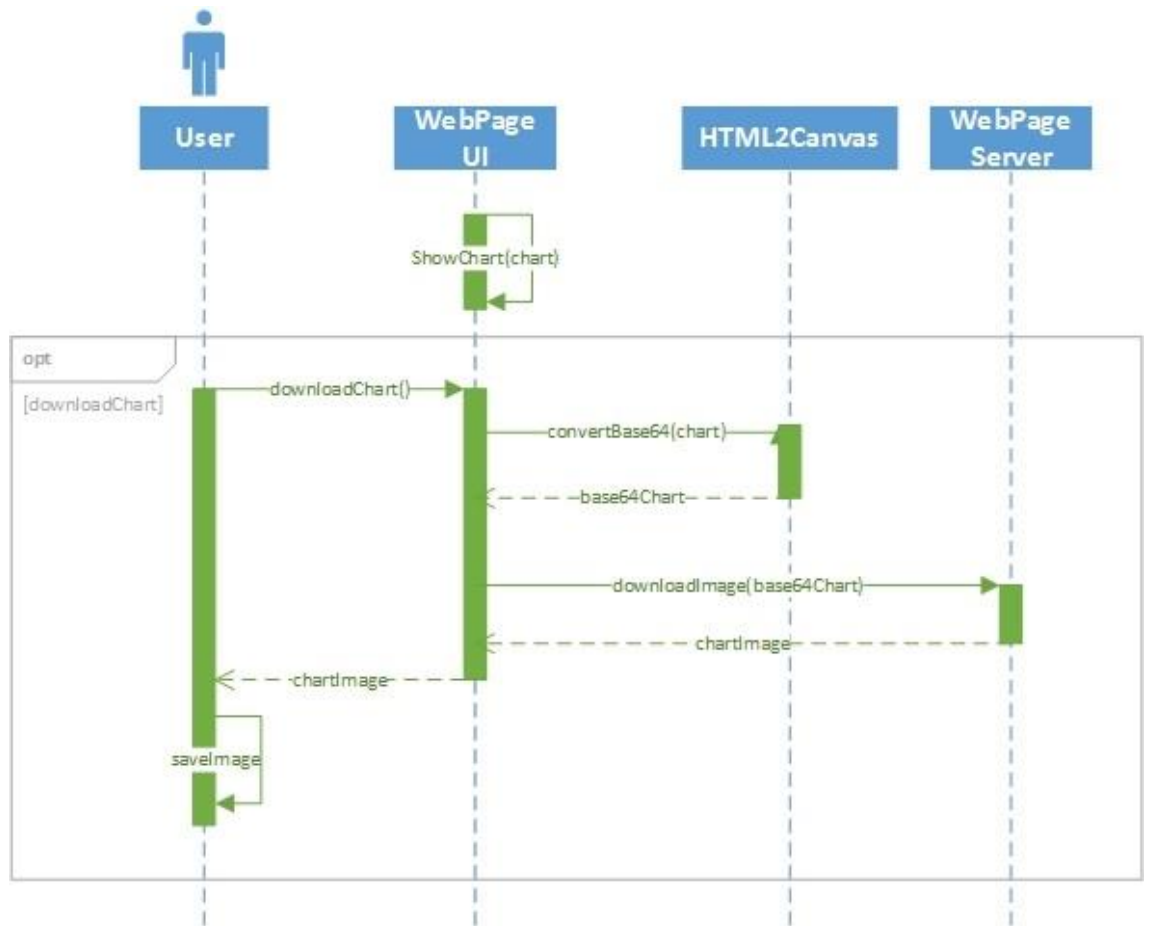 User
WebPage
UI
HTML2Canvas
WebPage
Server
ShowChart(chart)
opt
[downloadChart]
downloadChart()
convertBase64(chart)
base64Chart
downloadImage(base64Chart)
chartImage
chartImage
saveImage